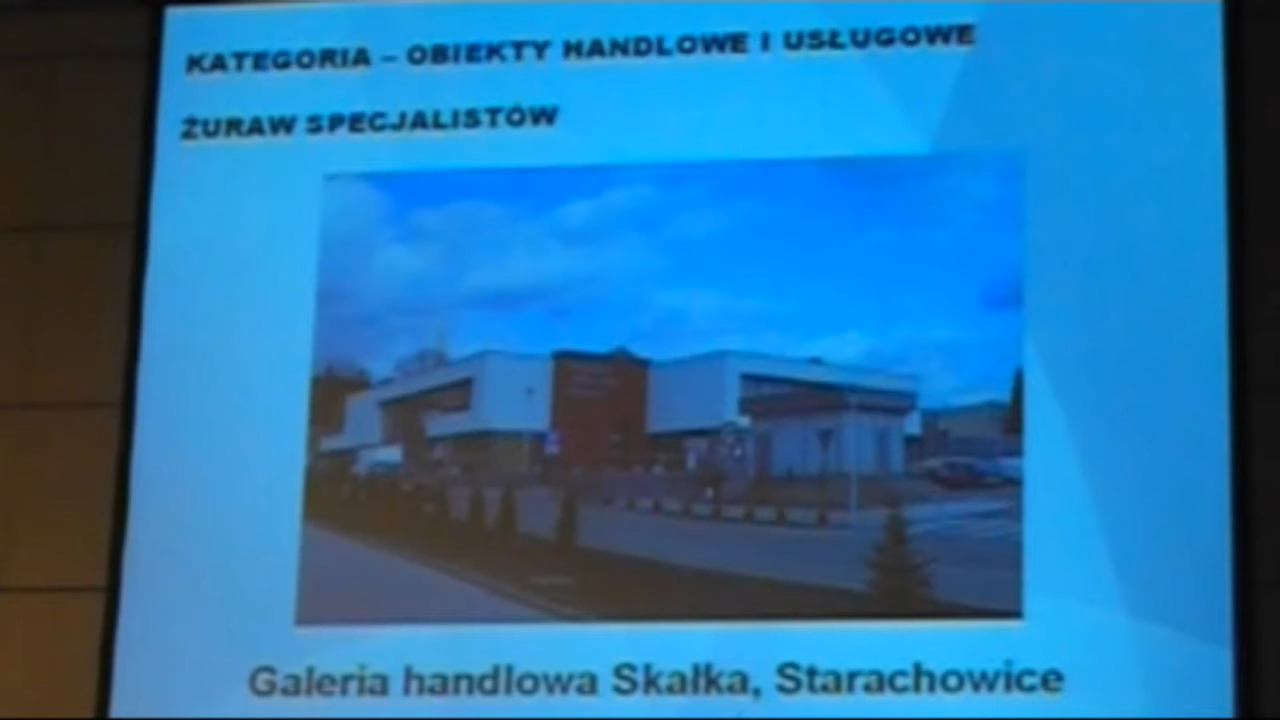 KATEGORIA – OBIEKTY HANDLOWE I USŁUGOWE
ŻURAW SPECJALISTÓW
Galeria handlowa Skałka, Starachowice